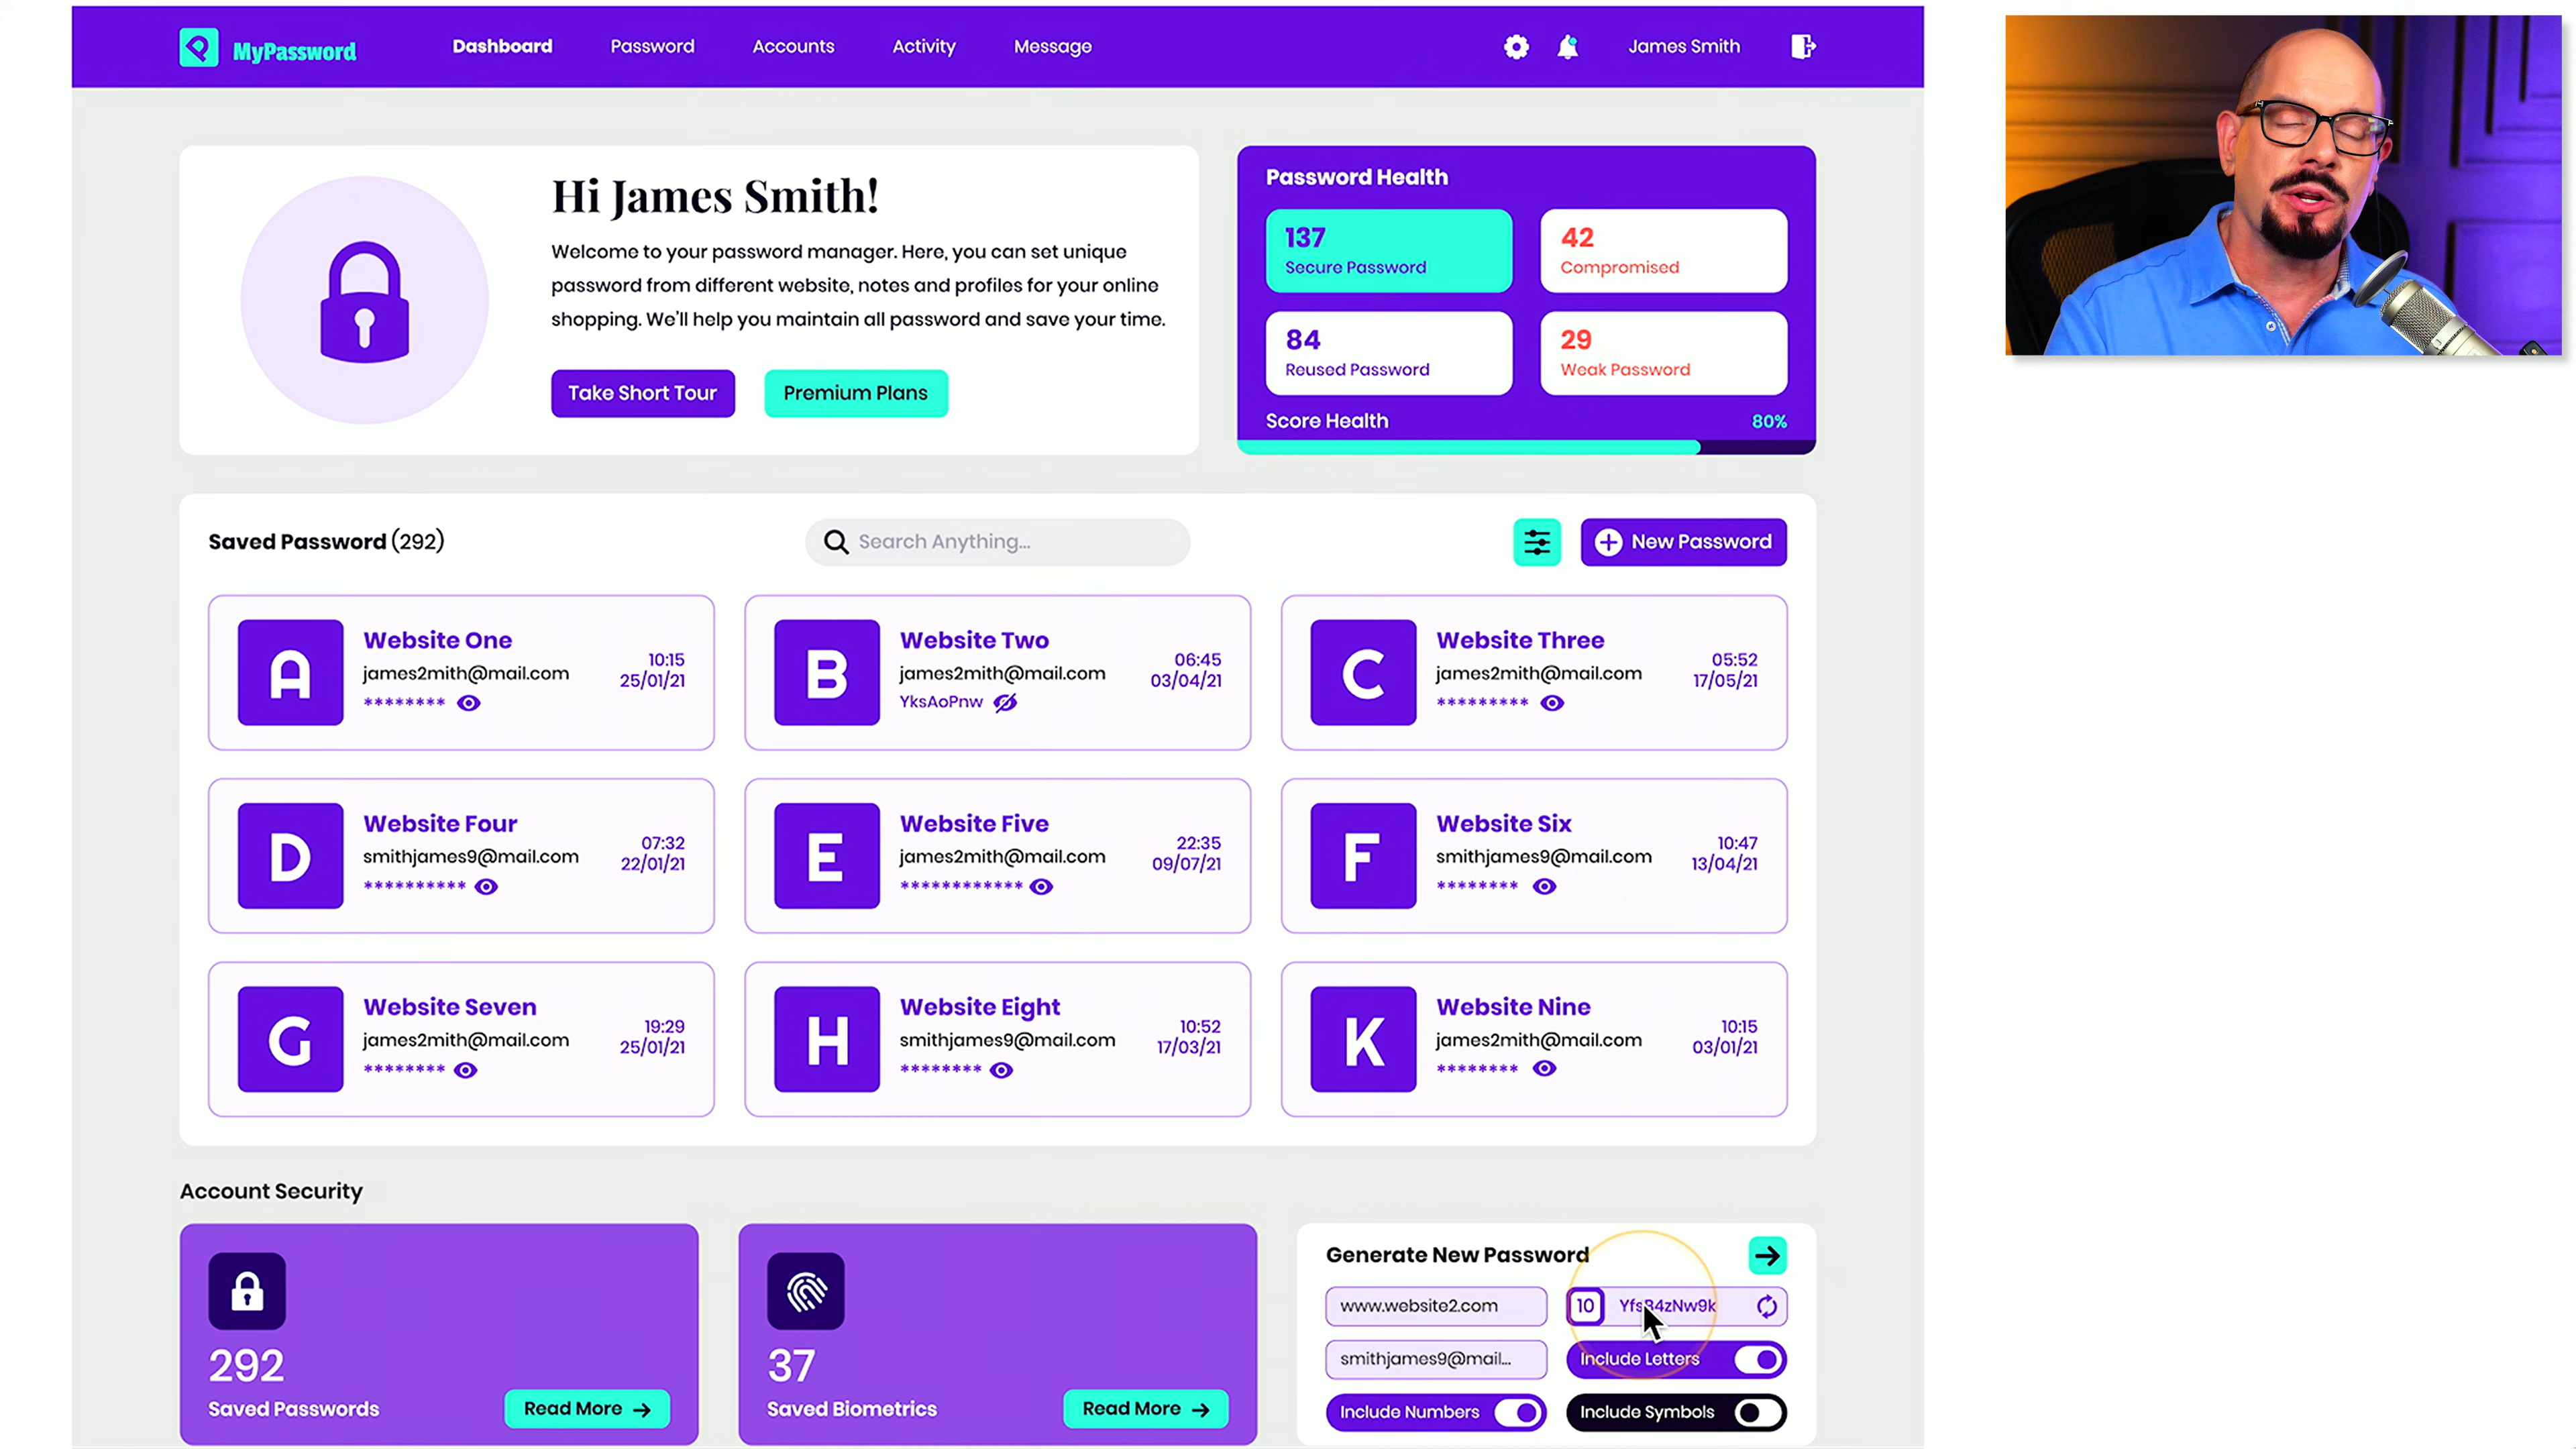 MyPassword
Dashboard
Password
Accounts
Activity
Message
James Smith
Hi James Smith!
Welcome to your password manager. Here, you can set unique
password from different website, notes and profiles for your online
shopping. We'll help you maintain all password and save your time.
Take Short Tour
Premium Plans
Password Health
137
Secure Password
42
Compromised
84
Reused Password
29
Weak Password
Score Health
80%
Saved Password (292)
Search Anything...
New Password
A
Website One
james2mith@mail.com
********
10:15
25/01/21
B
Website Two
james2mith@mail.com
YksAoPnw
06:45
03/04/21
C
Website Three
james2mith@mail.com
*********
05:52
17/05/21
D
Website Four
smithjames9@mail.com
**********
07:32
22/01/21
E
Website Five
james2mith@mail.com
************
22:35
09/07/21
F
Website Six
smithjames9@mail.com
********
10:47
13/04/21
G
Website Seven
james2mith@mail.com
********
19:29
25/01/21
H
Website Eight
smithjames9@mail.com
********
10:52
17/03/21
K
Website Nine
james2mith@mail.com
********
10:15
03/01/21
Account Security
292
Saved Passwords
Read More
37
Saved Biometrics
Read More
Generate New Password
www.website2.com
10
smithjames9@mail...
Include Letters
Include Numbers
Include Symbols